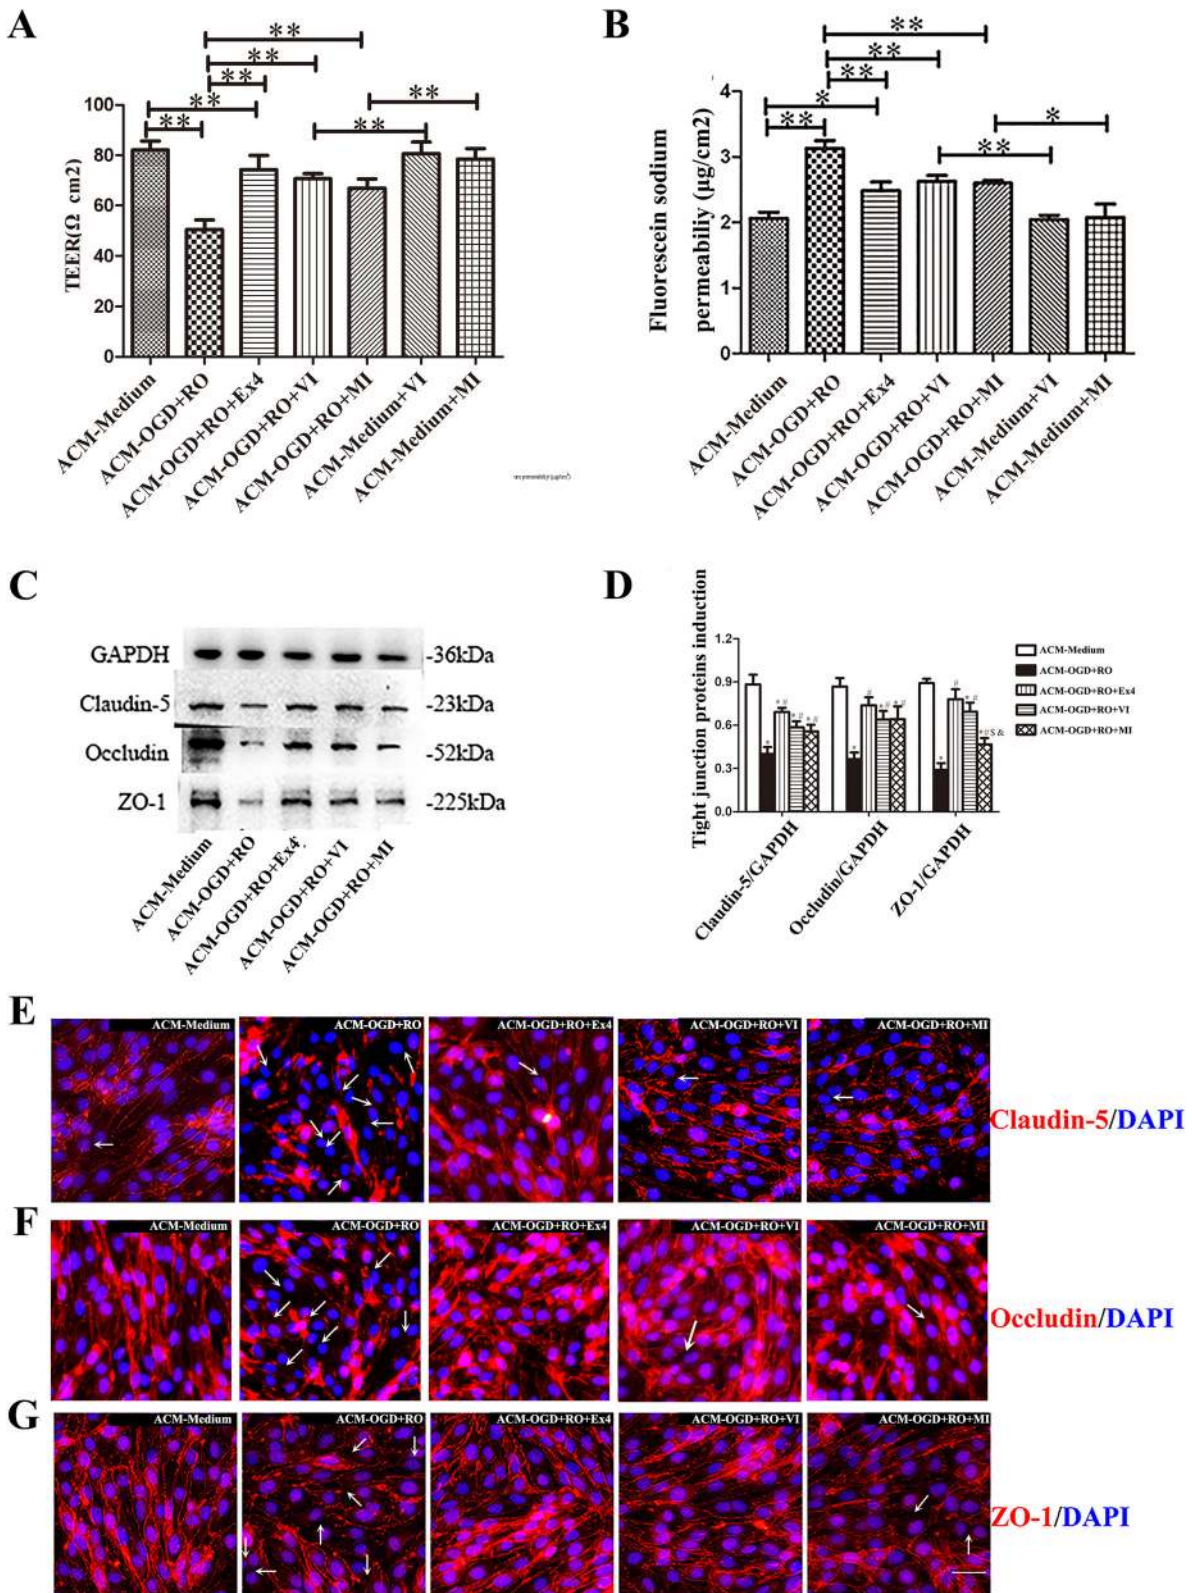 A
B
**
**
**
**
**
**
**
TEER(Ω cm2)
100
80
60
40
20
0
ACM-Medium
ACM-OGD+RO
ACM-OGD+RO+Ex4
ACM-OGD+RO+VI
ACM-OGD+RO+MI
ACM-Medium+VI
ACM-Medium+MI
**
**
**
*
**
*
**
Fluorescein sodium
permeabiliy (μg/cm2)
4
3
2
1
0
ACM-Medium
ACM-OGD+RO
ACM-OGD+RO+Ex4
ACM-OGD+RO+VI
ACM-OGD+RO+MI
ACM-Medium+VI
ACM-Medium+MI
C
GAPDH -36kDa
Claudin-5 -23kDa
Occludin -52kDa
ZO-1 -225kDa
ACM-Medium
ACM-OGD+RO
ACM-OGD+RO+Ex4
ACM-OGD+RO+VI
ACM-OGD+RO+MI
D
Tight junction proteins induction
1.2
0.9
0.6
0.3
0.0
*
* #
* #
* #
*
#
* #
* #
*
#
* #
*#$ &
Claudin-5/GAPDH
Occludin/GAPDH
ZO-1/GAPDH
ACM-Medium
ACM-OGD+RO
ACM-OGD+RO+Ex4
ACM-OGD+RO+VI
ACM-OGD+RO+MI
E
ACM-Medium
ACM-OGD+RO
ACM-OGD+RO+Ex4
ACM-OGD+RO+VI
ACM-OGD+RO+MI
Claudin-5/DAPI
F
ACM-Medium
ACM-OGD+RO
ACM-OGD+RO+Ex4
ACM-OGD+RO+VI
ACM-OGD+RO+MI
Occludin/DAPI
G
ACM-Medium
ACM-OGD+RO
ACM-OGD+RO+Ex4
ACM-OGD+RO+VI
ACM-OGD+RO+MI
ZO-1/DAPI